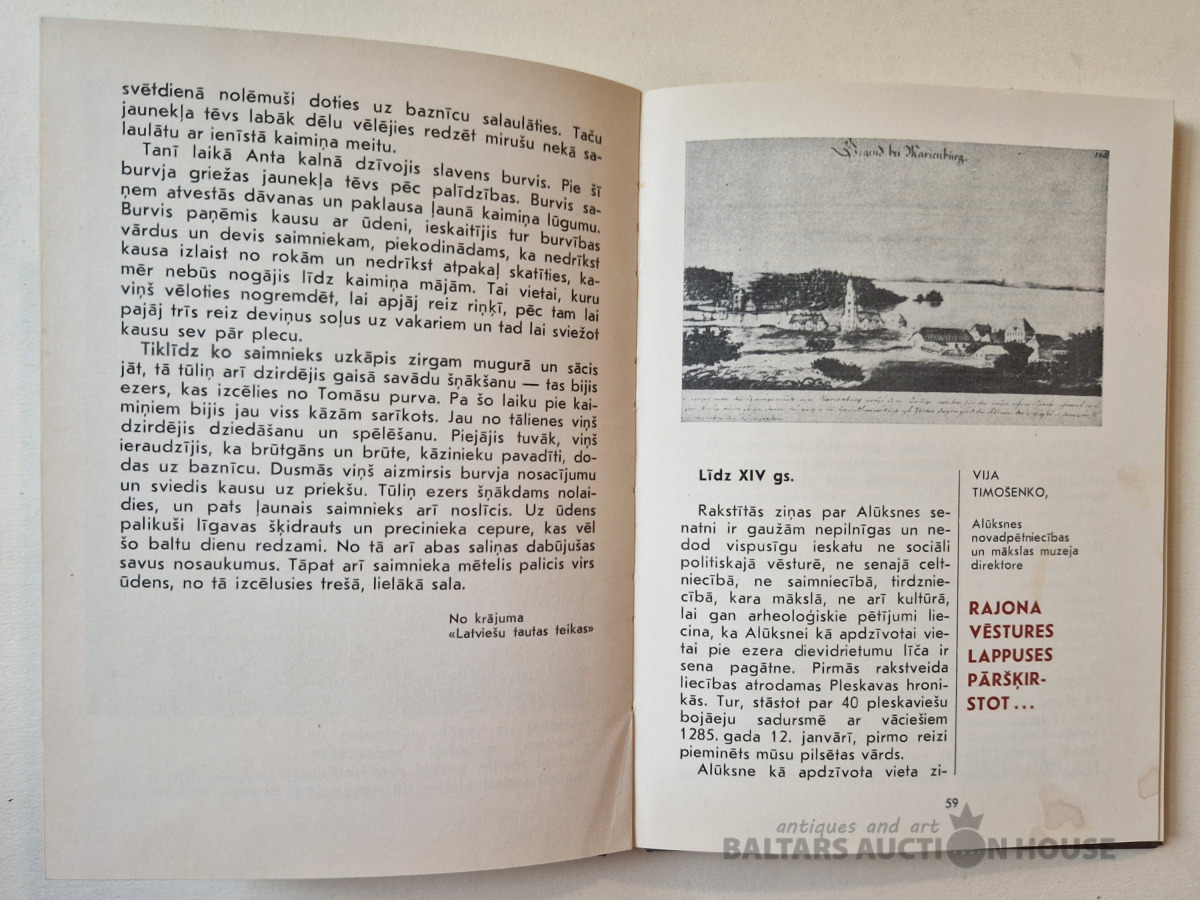 svētdienā nolēmuši doties uz baznīcu salaulāties. Taču
jaunekļa tēvs labāk dēlu vēlējies redzēt mirušu nekā sa-
laulātu ar ienīstā kaimiņa meitu.
Tanī laikā Anta kalnā dzīvojis slavens burvis. Pie šī
burvja griežas jaunekļa tēvs pēc palīdzības. Burvis sa-
ņem atvestās dāvanas un paklausa ļaunā kaimiņa lūgumu.
Burvis paņēmis kausu ar ūdeni, ieskaitījis tur burvības
vārdus un devis saimniekam, piekodinādams, ka nedrīkst
kausa izlaist no rokām un nedrīkst atpakaļ skatīties, ka-
mēr nebūs nogājis līdz kaimiņa mājām. Tai vietai, kuru
viņš vēloties nogremdēt, lai apjāj reiz riņķī, pēc tam lai
pajāj trīs reiz deviņus soļus uz vakariem un tad lai sviežot
kausu sev pār plecu.
Tiklīdz ko saimnieks uzkāpis zirgam mugurā un sācis
jāt, tā tūliņ arī dzirdējis gaisā savādu šņākšanu — tas bijis
ezers, kas izcēlies no Tomāsu purva. Pa šo laiku pie kai-
miņiem bijis jau viss kāzām sarīkots. Jau no tālienes viņš
dzirdējis dziedāšanu un spēlēšanu. Piejājis tuvāk, viņš
ieraudzījis, ka brūtgāns un brūte, kāzinieku pavadīti, do-
das uz baznīcu. Dusmās viņš aizmirsis burvja nosacījumu
un sviedis kausu uz priekšu. Tūliņ ezers šņākdams nolai-
dies, un pats ļaunais saimnieks arī noslīcis. Uz ūdens
palikuši līgavas šķidrauts un precinieka cepure, kas vēl
šo baltu dienu redzami. No tā arī abas saliņas dabūjušas
savus nosaukumus. Tāpat arī saimnieka mētelis palicis virs
ūdens, no tā izcēlusies trešā, lielākā sala.
No krājuma
«Latviešu tautas teikas»
Gegend bei Marienburg.
Līdz XIV gs.
Rakstītās ziņas par Alūksnes se-
natni ir gaužām nepilnīgas un ne-
dod vispusīgu ieskatu ne sociāli
politiskajā vēsturē, ne senajā celt-
niecībā, ne saimniecībā, tirdznie-
cībā, kara mākslā, ne arī kultūrā,
lai gan arheoloģiskie pētījumi lie-
cina, ka Alūksnei kā apdzīvotai vie-
tai pie ezera dievidrietumu līča ir
sena pagātne. Pirmās rakstveida
liecības atrodamas Pleskavas hroni-
kās. Tur, stāstot par 40 pleskaviešu
bojāeju sadursmē ar vāciešiem
1285. gada 12. janvārī, pirmo reizi
pieminēts mūsu pilsētas vārds.
Alūksne kā apdzīvota vieta zi-
VIJA
TIMOŠENKO,
Alūksnes
novadpētniecības
un mākslas muzeja
direktore
RAJONA
VĒSTURES
LAPPUSES
PĀRŠĶIR-
STOT...
59
antiques and art
BALTARS AUCTION HOUSE